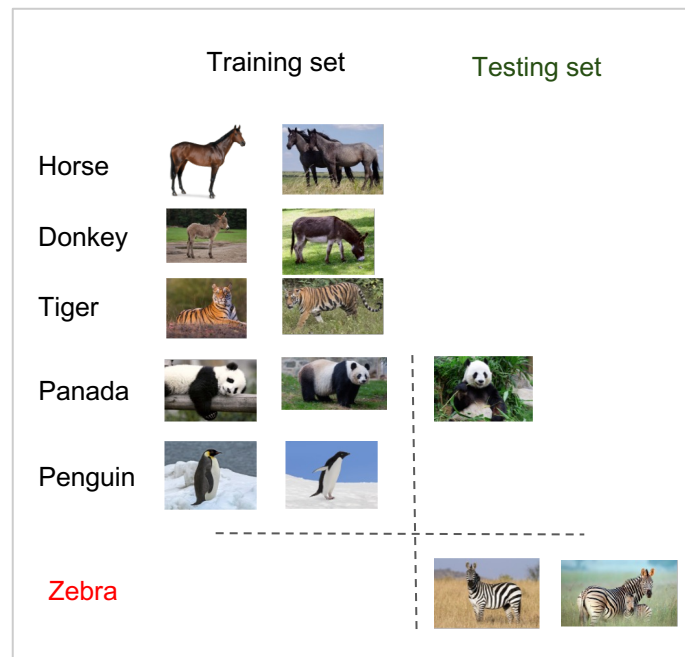 Training set
Testing set
Horse
Donkey
Tiger
Panada
Penguin
Zebra